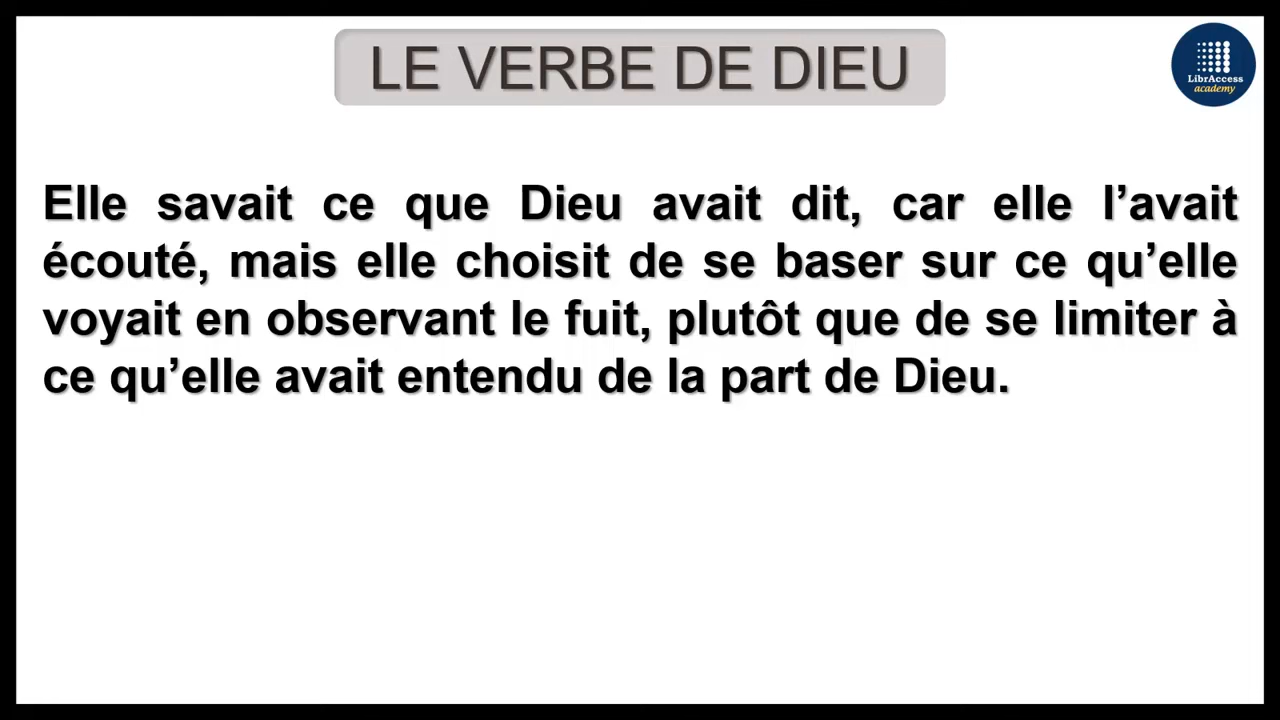 LE VERBE DE DIEU
LibrAccess
academy
Elle savait ce que Dieu avait dit, car elle l’avait
écouté, mais elle choisit de se baser sur ce qu’elle
voyait en observant le fuit, plutôt que de se limiter à
ce qu’elle avait entendu de la part de Dieu.